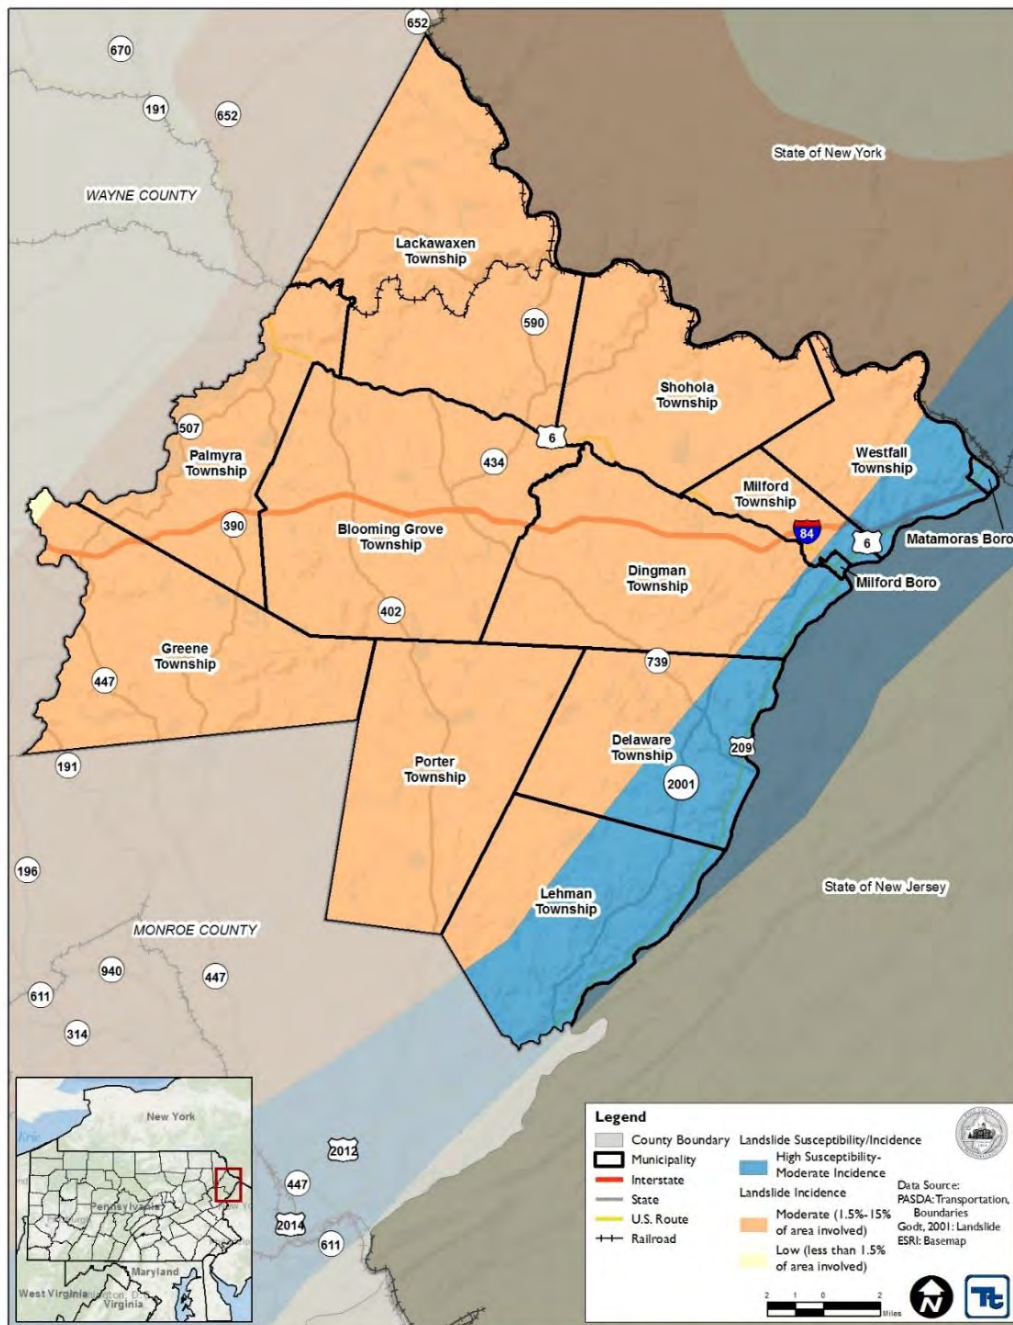 652
670
191
652
State of New York
WAYNE COUNTY
Lackawaxen
Township
590
Shohola
Township
507
6
434
Palmyra
Township
Westfall
Township
Milford
Township
390
Blooming Grove
Township
84
6
Matamoras Boro
Dingman
Township
Milford Boro
402
Greene
Township
739
447
Delaware
Township
209
191
Porter
Township
2001
196
Lehman
Township
State of New Jersey
MONROE COUNTY
940
447
611
314
2012
447
2014
611
New York
Erie
Pennsylvania
Maryland
West Virginia
Virginia
Legend
County Boundary
Municipality
Interstate
State
U.S. Route
Railroad
Landslide Susceptibility/Incidence
High Susceptibility-
Moderate Incidence
Landslide Incidence
Moderate (1.5%-15%
of area involved)
Low (less than 1.5%
of area involved)
Data Source:
PASDA: Transportation,
Boundaries
Godt, 2001: Landslide
ESRI: Basemap
2 1 0 2
Miles
N
Tt